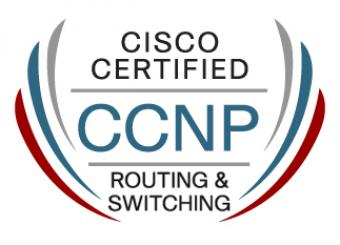 CISCO
CERTIFIED
CCNP
ROUTING &
SWITCHING